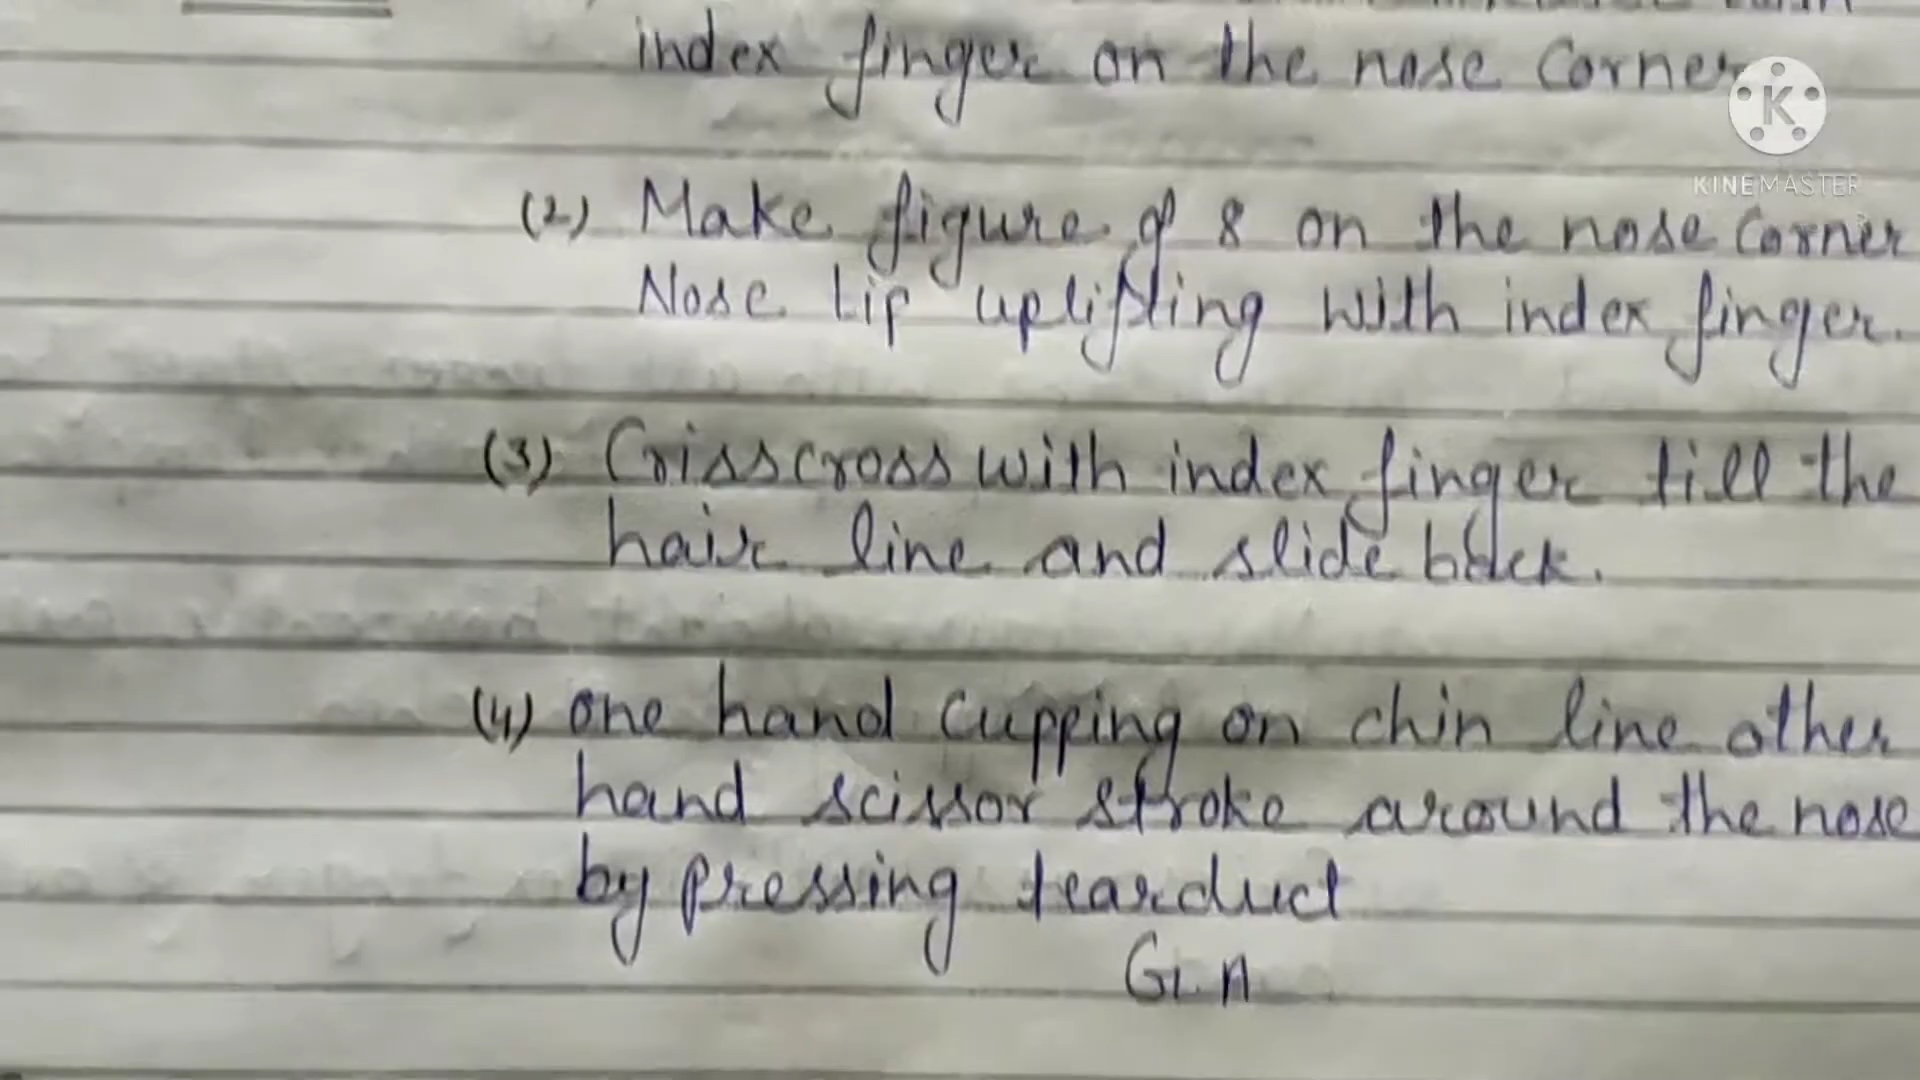 index finger on the nose corner
K
KINEMASTER
(2) Make figure of 8 on the nose corner
Nose tip uplifting with index finger.
(3) Crisscross with index finger till the
hair line and slide back.
(4) one hand cupping on chin line other
hand scissor stroke around the nose
by pressing tearduct